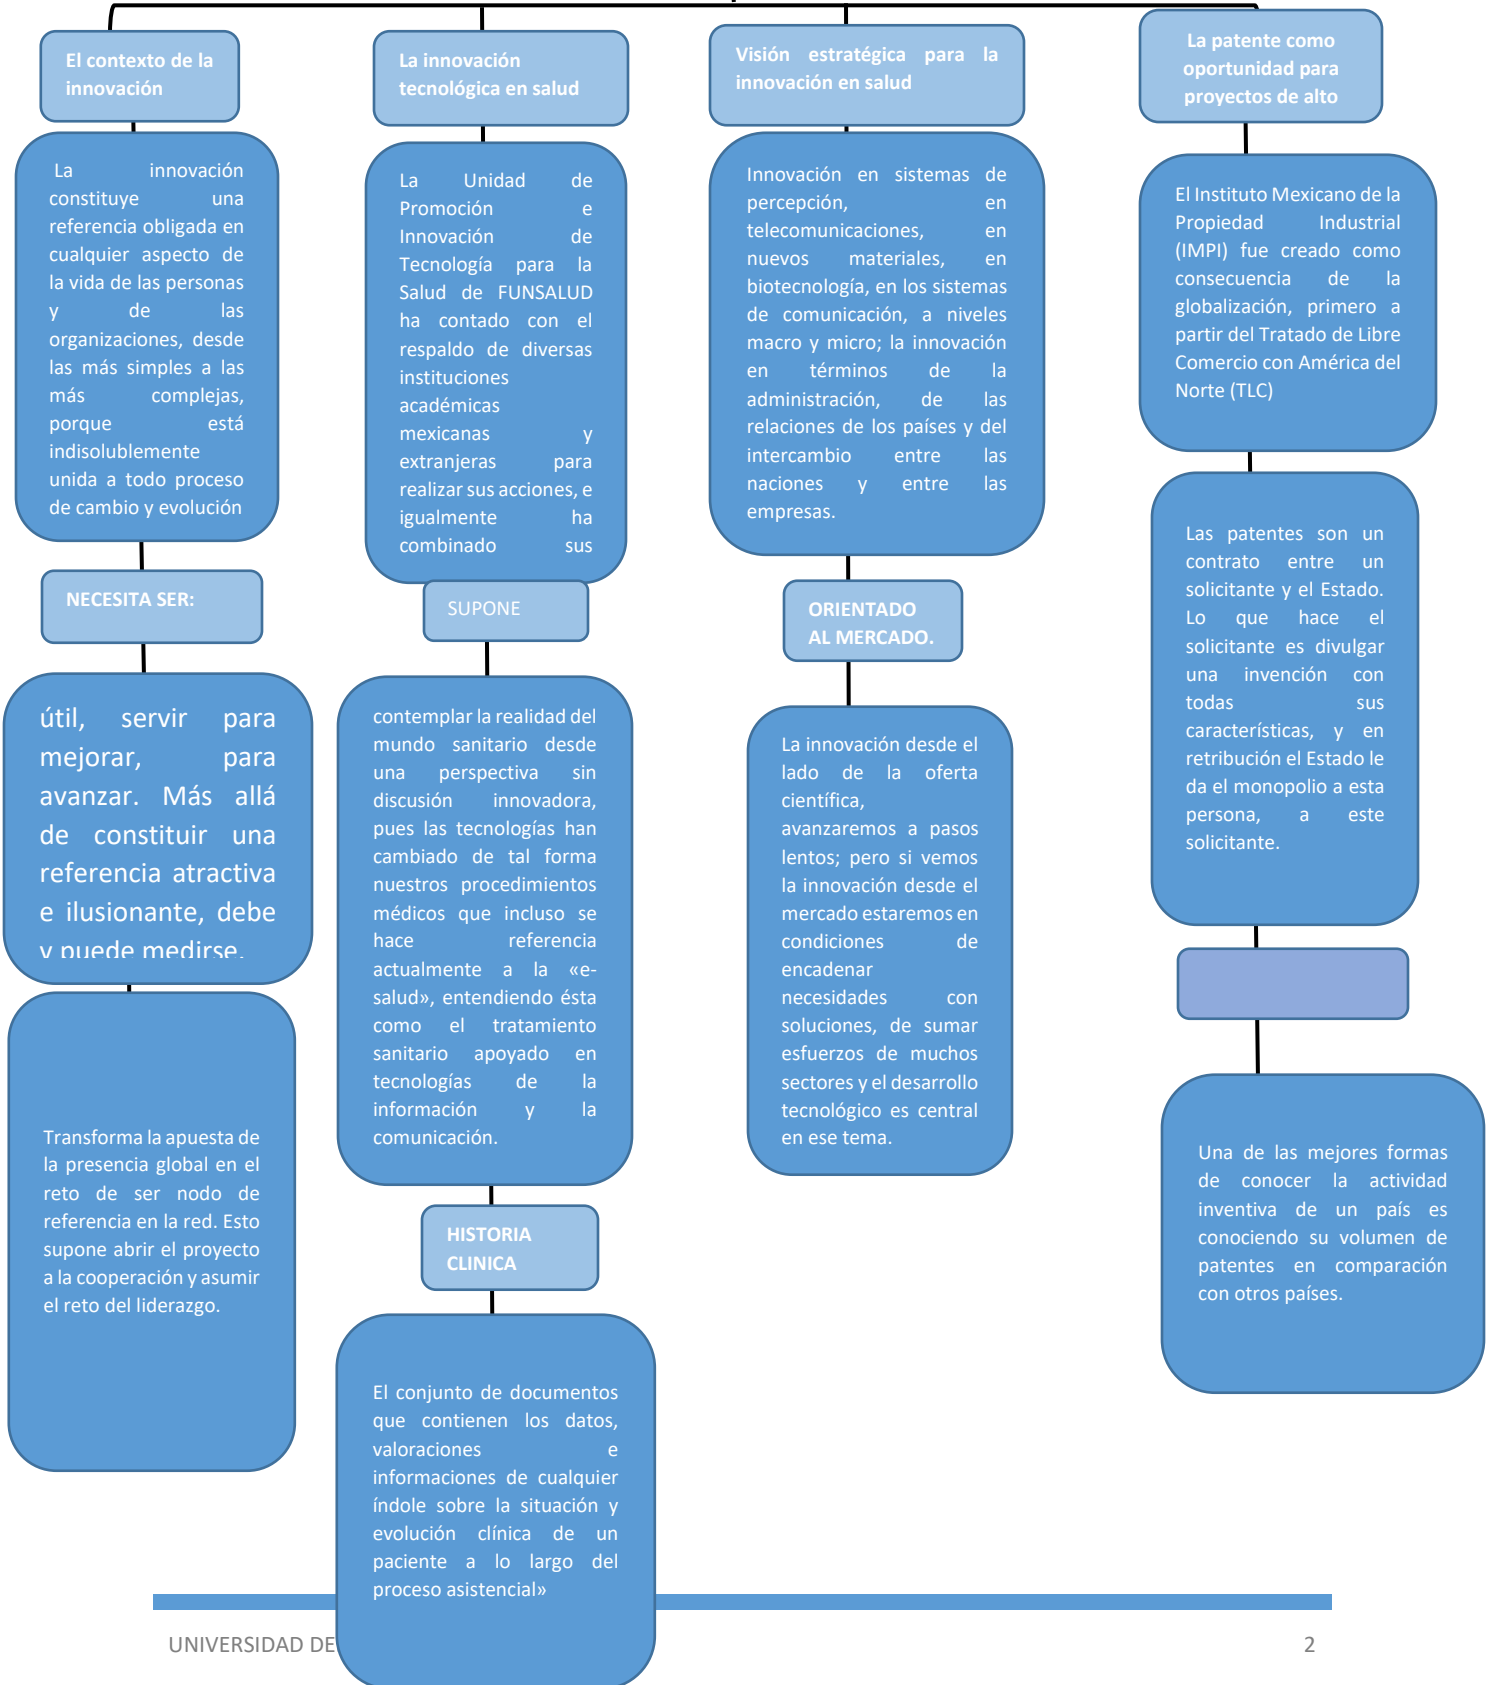 El contexto de la
innovación
La innovación
constituye una
referencia obligada en
cualquier aspecto de
la vida de las personas
y de las
organizaciones, desde
las más simples a las
más complejas,
porque está
indisolublemente
unida a todo proceso
de cambio y evolución
NECESITA SER:
útil, servir para
mejorar, para
avanzar. Más allá
de constituir una
referencia atractiva
e ilusionante, debe
y puede medirse.
Transforma la apuesta de
la presencia global en el
reto de ser nodo de
referencia en la red. Esto
supone abrir el proyecto
a la cooperación y asumir
el reto del liderazgo.
La innovación
tecnológica en salud
La Unidad de
Promoción e
Innovación de
Tecnología para la
Salud de FUNSALUD
ha contado con el
respaldo de diversas
instituciones
académicas
mexicanas y
extranjeras para
realizar sus acciones, e
igualmente ha
combinado sus
SUPONE
contemplar la realidad del
mundo sanitario desde
una perspectiva sin
discusión innovadora,
pues las tecnologías han
cambiado de tal forma
nuestros procedimientos
médicos que incluso se
hace referencia
actualmente a la «e-
salud», entendiendo ésta
como el tratamiento
sanitario apoyado en
tecnologías de la
información y la
comunicación.
HISTORIA
CLINICA
El conjunto de documentos
que contienen los datos,
valoraciones e
informaciones de cualquier
índole sobre la situación y
evolución clínica de un
paciente a lo largo del
proceso asistencial»
Visión estratégica para la
innovación en salud
Innovación en sistemas de
percepción, en
telecomunicaciones, en
nuevos materiales, en
biotecnología, en los sistemas
de comunicación, a niveles
macro y micro; la innovación
en términos de la
administración, de las
relaciones de los países y del
intercambio entre las
naciones y entre las
empresas.
ORIENTADO
AL MERCADO.
La innovación desde el
lado de la oferta
científica,
avanzaremos a pasos
lentos; pero si vemos
la innovación desde el
mercado estaremos en
condiciones de
encadenar
necesidades con
soluciones, de sumar
esfuerzos de muchos
sectores y el desarrollo
tecnológico es central
en ese tema.
La patente como
oportunidad para
proyectos de alto
El Instituto Mexicano de la
Propiedad Industrial
(IMPI) fue creado como
consecuencia de la
globalización, primero a
partir del Tratado de Libre
Comercio con América del
Norte (TLC)
Las patentes son un
contrato entre un
solicitante y el Estado.
Lo que hace el
solicitante es divulgar
una invención con
todas sus
características, y en
retribución el Estado le
da el monopolio a esta
persona, a este
solicitante.
Una de las mejores formas
de conocer la actividad
inventiva de un país es
conociendo su volumen de
patentes en comparación
con otros países.
UNIVERSIDAD DE
2